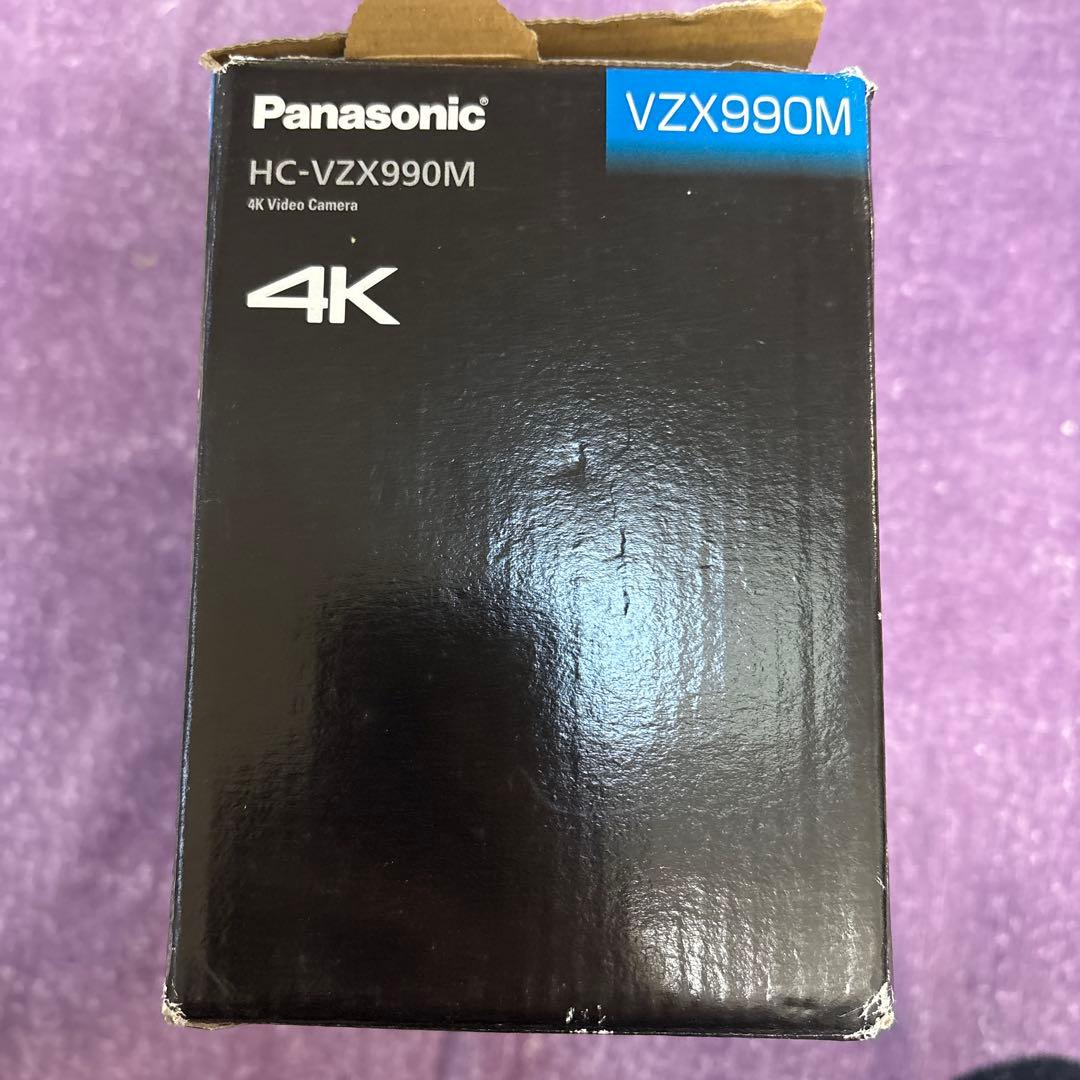 Panasonic®
VZX990M
HC-VZX990M
4K Video Camera
4K